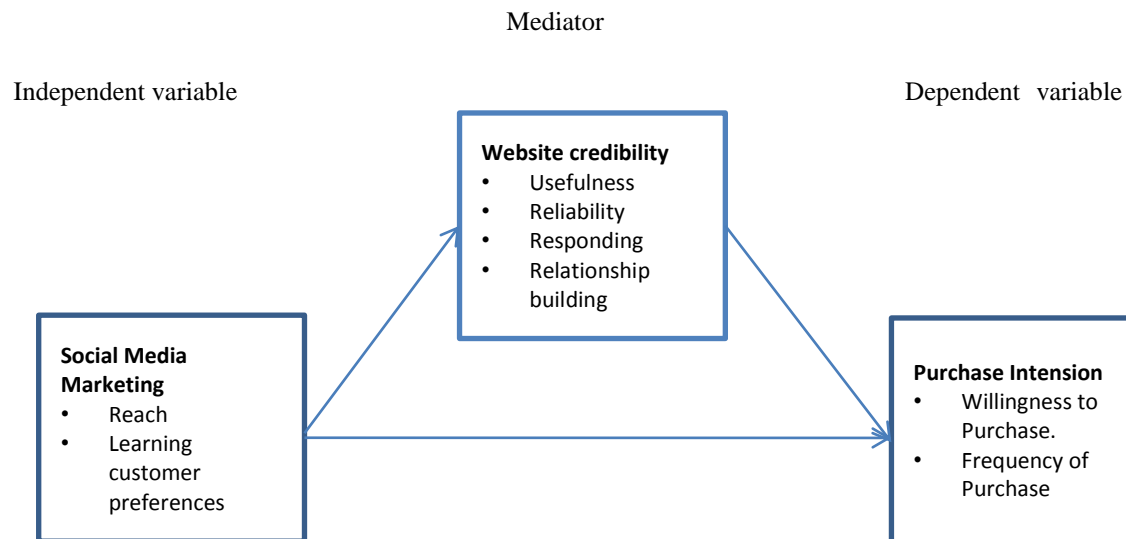 Mediator
Independent variable
Dependent variable
Website credibility
• Usefulness
• Reliability
• Responding
• Relationship
building
Social Media
Marketing
• Reach
• Learning
customer
preferences
Purchase Intension
• Willingness to
Purchase.
• Frequency of
Purchase